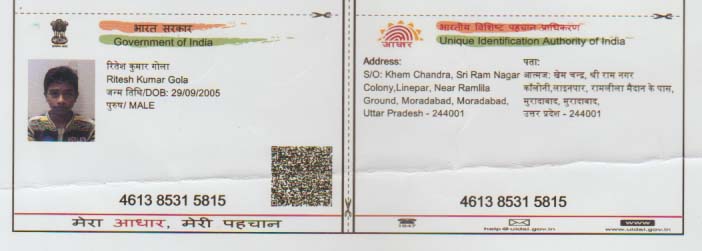 भारत सरकार
Government of India
रितेश कुमार गोला
Ritesh Kumar Gola
जन्म तिथि/DOB: 29/09/2005
पुरुष/ MALE
4613 8531 5815
मेरा आधार, मेरी पहचान
आधार
भारतीय विशिष्ट पहचान प्राधिकरण
Unique Identification Authority of India
Address:
S/O: Khem Chandra, Sri Ram Nagar
Colony,Linepar, Near Ramlila
Ground, Moradabad, Moradabad,
Uttar Pradesh - 244001
पता:
आत्मज: खेम चन्द्र, श्री राम नगर
कॉलोनी,लाइनपार, रामलीला मैदान के पास,
मुरादाबाद, मुरादाबाद,
उत्तर प्रदेश - 244001
4613 8531 5815
1947
help@uidai.gov.in
www
www.uidai.gov.in